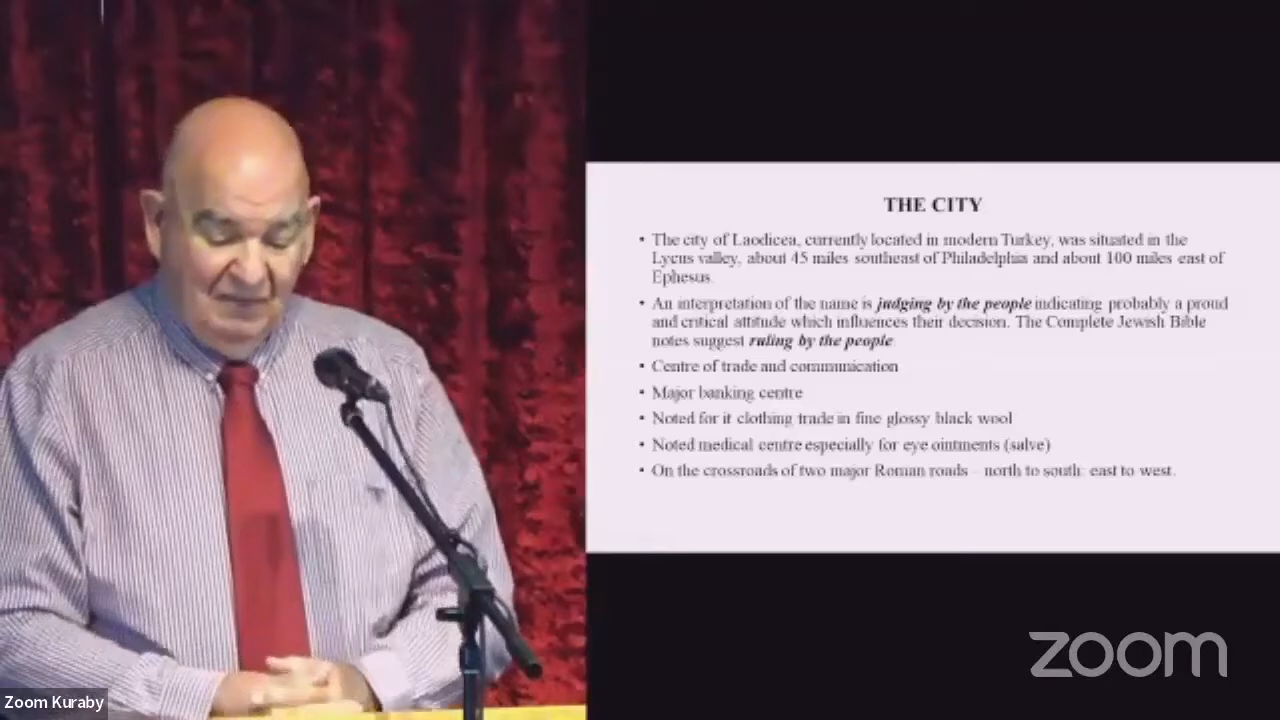 THE CITY
• The city of Laodicea, currently located in modern Turkey, was situated in the
Lycus valley, about 45 miles southeast of Philadelphia and about 100 miles east of
Ephesus.
• An interpretation of the name is judging by the people indicating probably a proud
and critical attitude which influences their decision. The Complete Jewish Bible
notes suggest ruling by the people
• Centre of trade and communication
• Major banking centre
• Noted for it clothing trade in fine glossy black wool
• Noted medical centre especially for eye ointments (salve)
• On the crossroads of two major Roman roads – north to south: east to west.
zoom
Zoom Kuraby